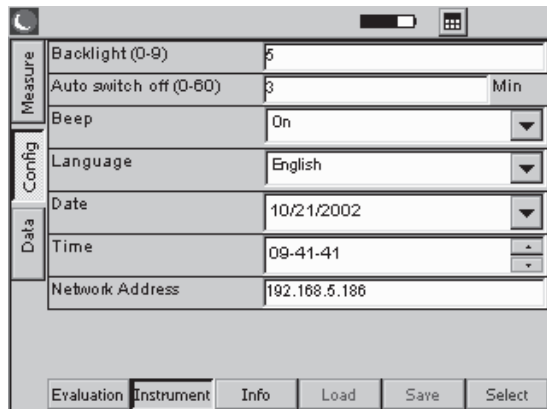 Backlight (0-9) 5
Auto switch off (0-60) 3 Min
Beep On
Language English
Date 10/21/2002
Time 09-41-41
Network Address 192.168.5.186
Measure
Config
Data
Evaluation Instrument Info Load Save Select